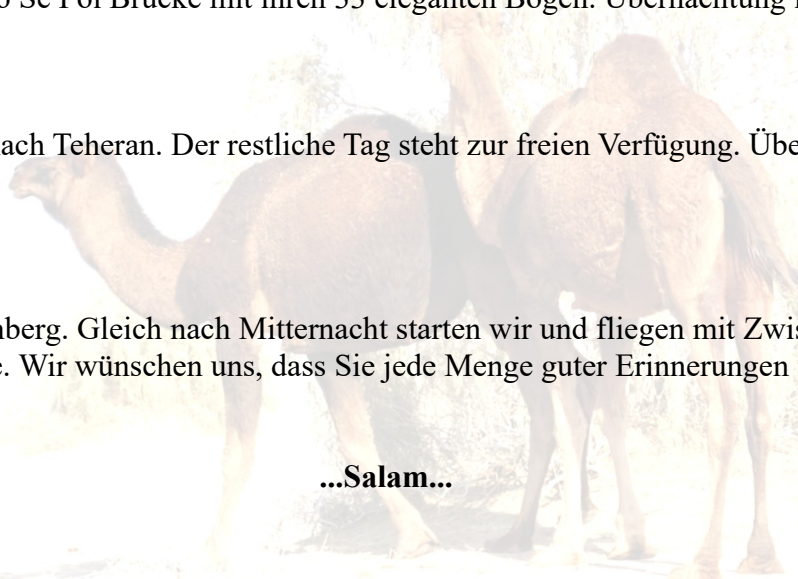 Se Pol Brücke mit ihren 33 eleganten Bögen. Übernachtung
ach Teheran. Der restliche Tag steht zur freien Verfügung. Übe
berg. Gleich nach Mitternacht starten wir und fliegen mit Zwis
. Wir wünschen uns, dass Sie jede Menge guter Erinnerungen
...Salam...